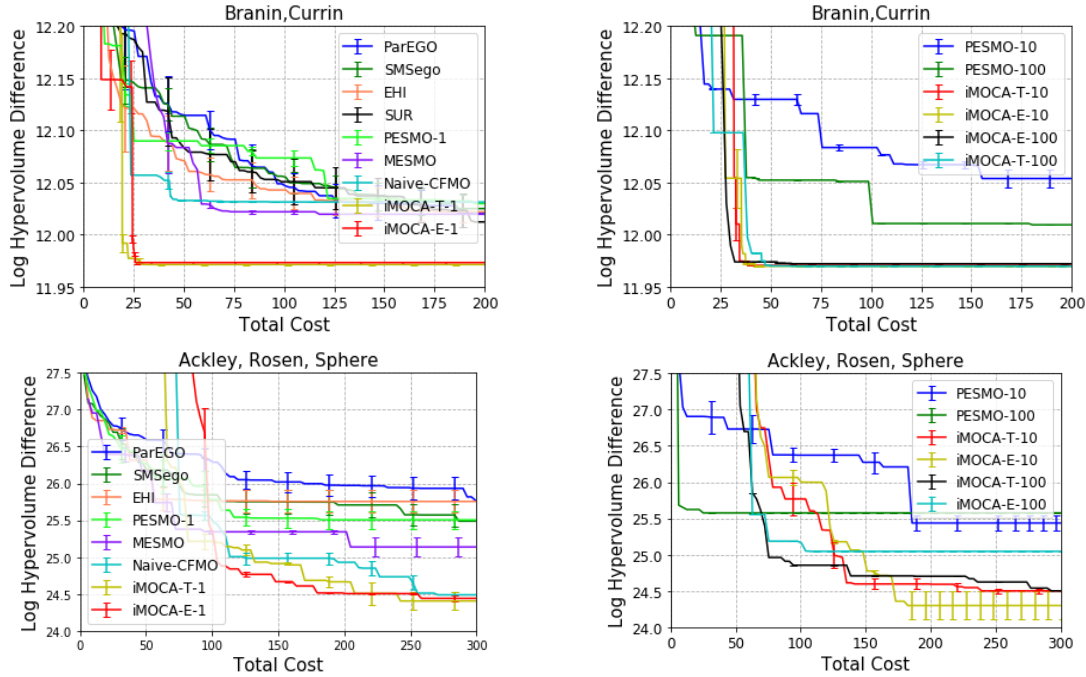 Branin,Currin
Log Hypervolume Difference
12.20
12.15
12.10
12.05
12.00
11.95
0 25 50 75 100 125 150 175 200
Total Cost
ParEGO
SMSego
EHI
SUR
PESMO-1
MESMO
Naive-CFMO
iMOCA-T-1
iMOCA-E-1
Branin,Currin
Log Hypervolume Difference
12.20
12.15
12.10
12.05
12.00
11.95
0 25 50 75 100 125 150 175 200
Total Cost
PESMO-10
PESMO-100
iMOCA-T-10
iMOCA-E-10
iMOCA-E-100
iMOCA-T-100
Ackley, Rosen, Sphere
Log Hypervolume Difference
27.5
27.0
26.5
26.0
25.5
25.0
24.5
24.0
0 50 100 150 200 250 300
Total Cost
ParEGO
SMSego
EHI
PESMO-1
MESMO
Naive-CFMO
iMOCA-T-1
iMOCA-E-1
Ackley, Rosen, Sphere
Log Hypervolume Difference
27.5
27.0
26.5
26.0
25.5
25.0
24.5
24.0
0 50 100 150 200 250 300
Total Cost
PESMO-10
PESMO-100
iMOCA-T-10
iMOCA-E-10
iMOCA-T-100
iMOCA-E-100